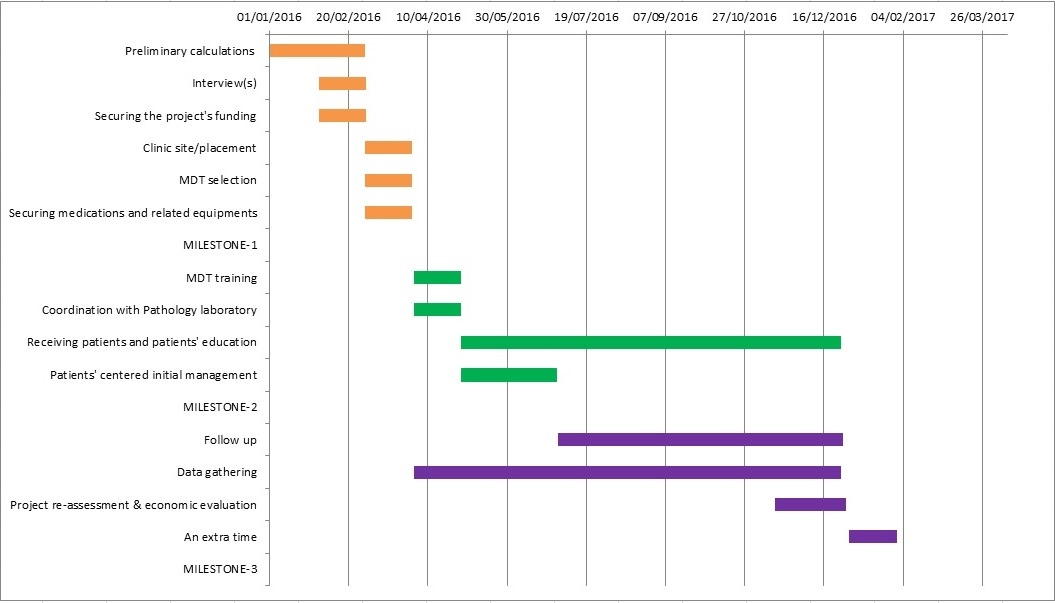 01/01/2016 20/02/2016 10/04/2016 30/05/2016 19/07/2016 07/09/2016 27/10/2016 16/12/2016 04/02/2017 26/03/2017
Preliminary calculations
Interview(s)
Securing the project's funding
Clinic site/placement
MDT selection
Securing medications and related equipments
MILESTONE-1
MDT training
Coordination with Pathology laboratory
Receiving patients and patients' education
Patients' centered initial management
MILESTONE-2
Follow up
Data gathering
Project re-assessment & economic evaluation
An extra time
MILESTONE-3